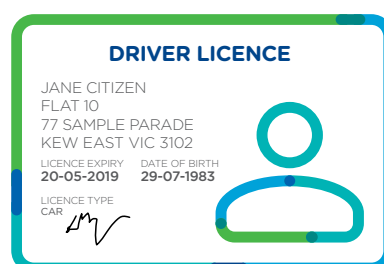 DRIVER LICENCE
JANE CITIZEN
FLAT 10
77 SAMPLE PARADE
KEW EAST VIC 3102
LICENCE EXPIRY DATE OF BIRTH
20-05-2019 29-07-1983
LICENCE TYPE
CAR